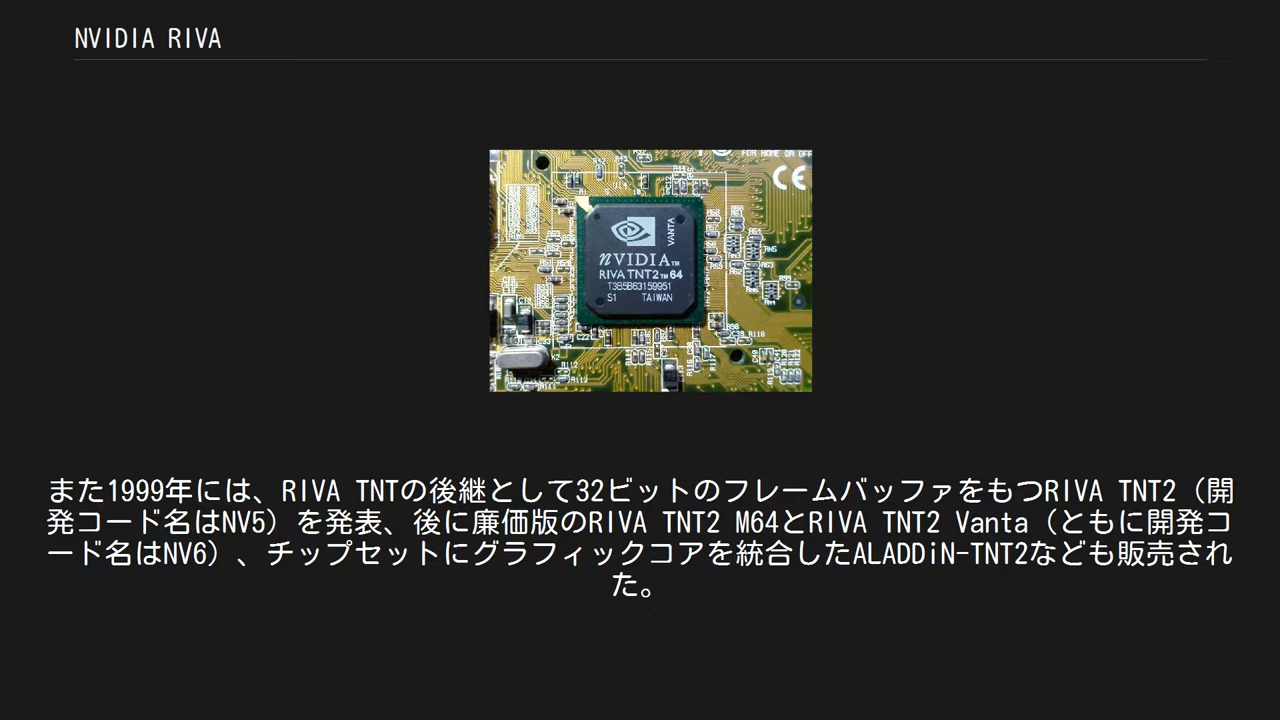 NVIDIA RIVA
FOR HOME OR OFF
CE
VANTA
nVIDIA™
RIVA TNT2™ 64
T3B5B63159951
S1 TAIWAN
また1999年には、RIVA TNTの後継として32ビットのフレームバッファをもつRIVA TNT2（開
発コード名はNV5）を発表、後に廉価版のRIVA TNT2 M64とRIVA TNT2 Vanta（ともに開発コ
ード名はNV6）、チップセットにグラフィックコアを統合したALADDiN-TNT2なども販売され
た。